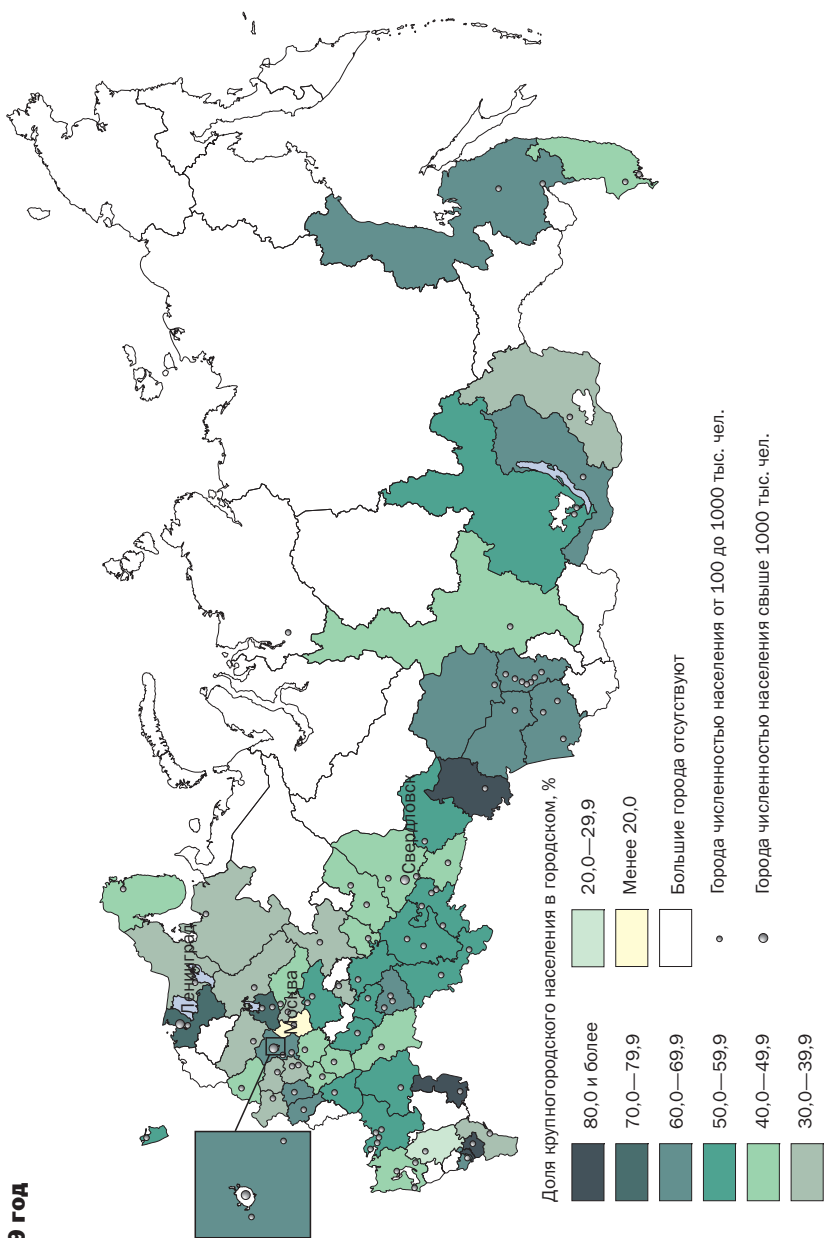 9 год
Ленинград
Москва
Свердловск
Доля крупногородского населения в городском, %
80,0 и более
70,0—79,9
60,0—69,9
50,0—59,9
40,0—49,9
30,0—39,9
20,0—29,9
Менее 20,0
Большие города отсутствуют
Города численностью населения от 100 до 1000 тыс. чел.
Города численностью населения свыше 1000 тыс. чел.